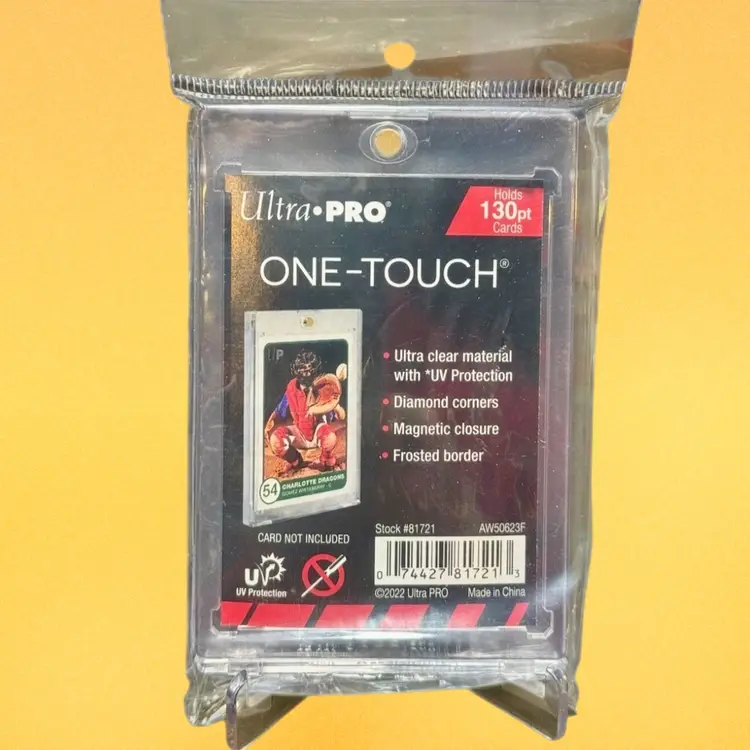 Ultra•PRO®
Holds
130pt
Cards
ONE-TOUCH®
UP
54
CHARLOTTE DRAGONS
• Ultra clear material
with *UV Protection
• Diamond corners
• Magnetic closure
• Frosted border
CARD NOT INCLUDED
Stock #81721
AW50623F
0 74427 81721 3
UV
UV Protection
©2022 Ultra PRO
Made in China